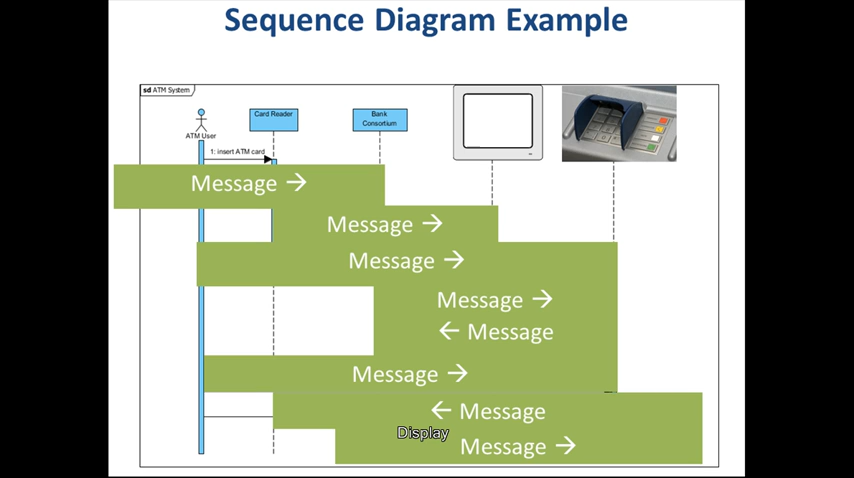 Sequence Diagram Example
sd ATM System
Card Reader
Bank
Consortium
ATM User
1: insert ATM card
Message →
Message →
Message →
Message →
← Message
Message →
← Message
Display
Message →